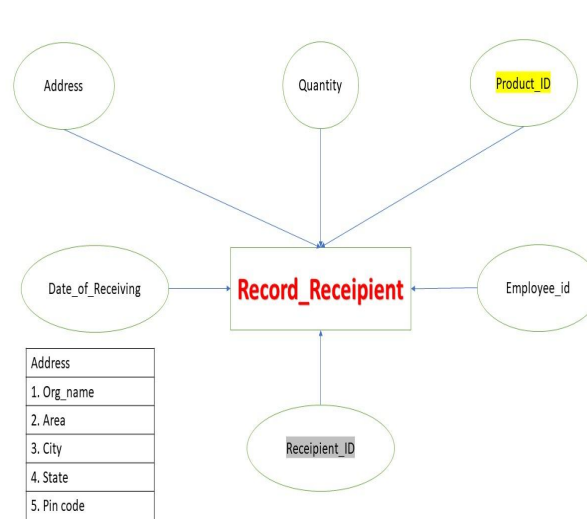 Address
Quantity
Product_ID
Date_of_Receiving
Record_Receipient
Employee_id
Receipient_ID
Address
1. Org_name
2. Area
3. City
4. State
5. Pin code